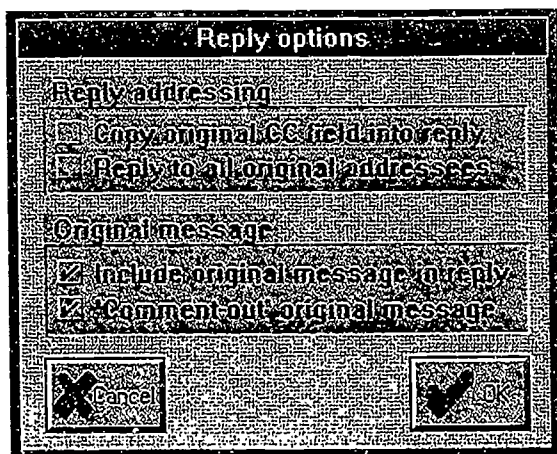 Reply options
Reply addressing
Copy original CC field into reply
Reply to all original addressees
Original message
Include original message in reply
'Comment-out' original message
Cancel
OK